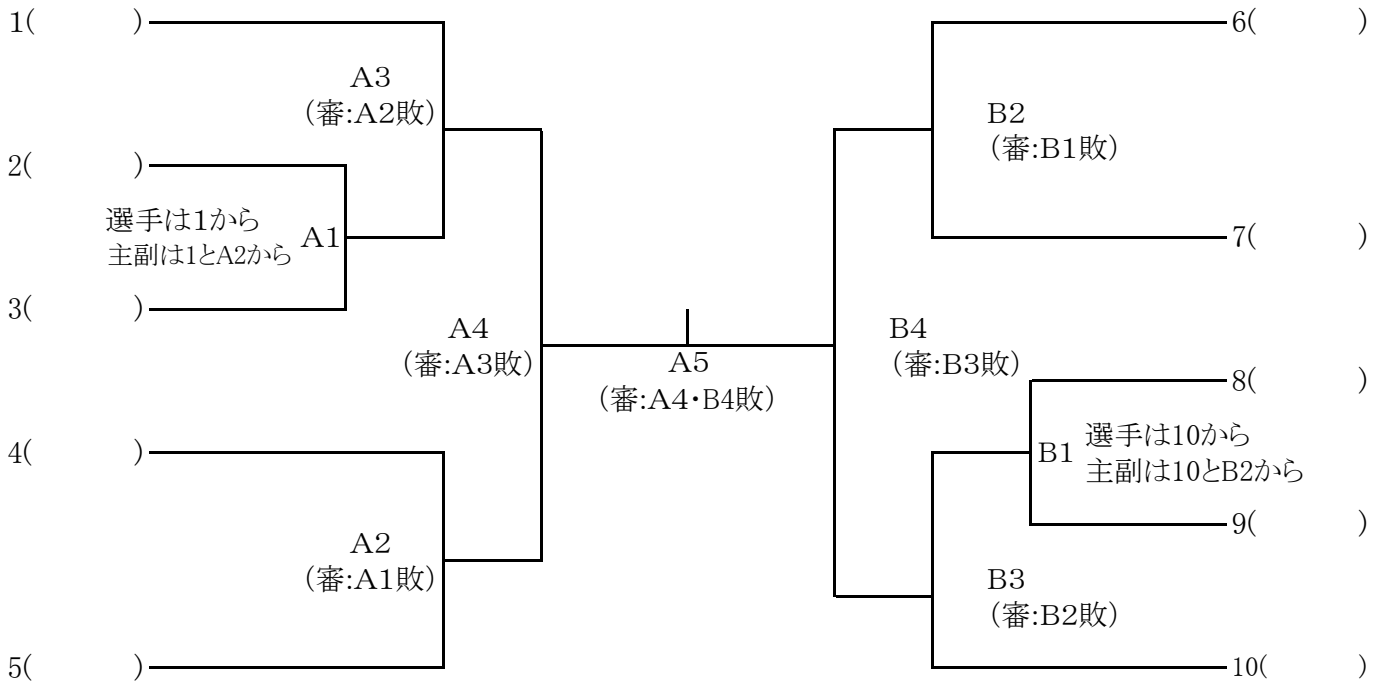 1(　　　)
6(　　　)
A3
(審:A2敗)
B2
(審:B1敗)
2(　　　)
選手は1から
主副は1とA2から
A1
7(　　　)
3(　　　)
A4
(審:A3敗)
A5
(審:A4・B4敗)
B4
(審:B3敗)
8(　　　)
4(　　　)
B1
選手は10から
主副は10とB2から
9(　　　)
A2
(審:A1敗)
B3
(審:B2敗)
5(　　　)
10(　　　)